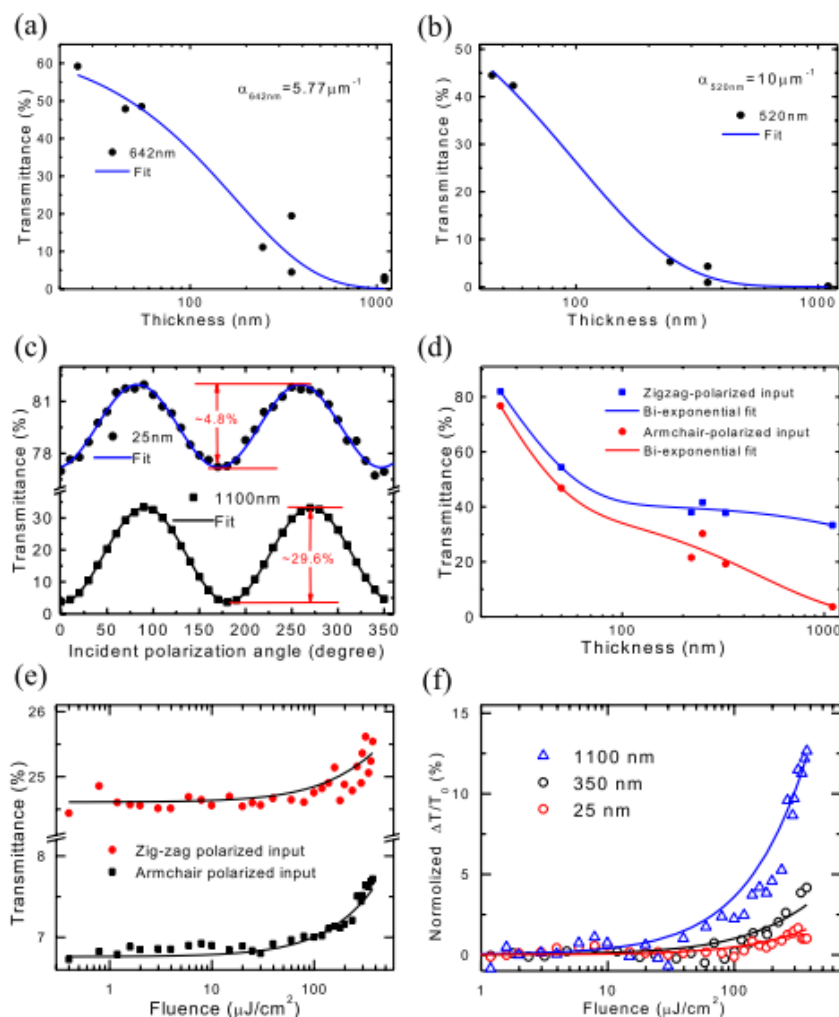 (a)
Transmittance (%)
60
50
40
30
20
10
0
α642nm=5.77μm-1
642nm
Fit
100
1000
Thickness (nm)
(b)
Transmittance (%)
50
40
30
20
10
0
α520nm=10μm-1
520nm
Fit
100
1000
Thickness (nm)
(c)
Transmittance (%)
81
78
30
20
10
0
~4.8%
25nm
Fit
1100nm
Fit
~29.6%
0 50 100 150 200 250 300 350
Incident polarization angle (degree)
(d)
Transmittance (%)
80
60
40
20
0
Zigzag-polarized input
Bi-exponential fit
Armchair-polarized input
Bi-exponential fit
100
1000
Thickness (nm)
(e)
Transmittance (%)
26
25
8
7
Zig-zag polarized input
Armchair polarized input
1 10 100
Fluence (μJ/cm2)
(f)
Normolized ΔT/T0 (%)
15
12.5
10
5
0
1100 nm
350 nm
25 nm
1 10 100
Fluence (μJ/cm2)